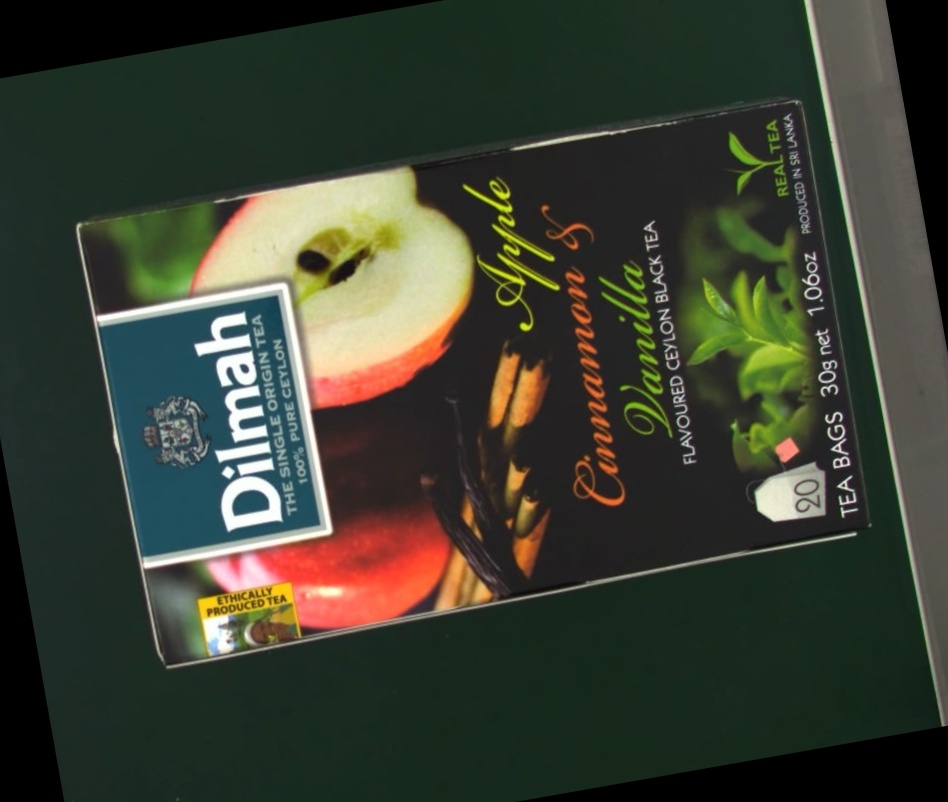 Dilmah
THE SINGLE ORIGIN TEA
100% PURE CEYLON
ETHICALLY
PRODUCED TEA
Apple
Cinnamon &
Vanilla
FLAVOURED CEYLON BLACK TEA
REAL TEA
PRODUCED IN SRI LANKA
20
TEA BAGS 30g net 1.06oz